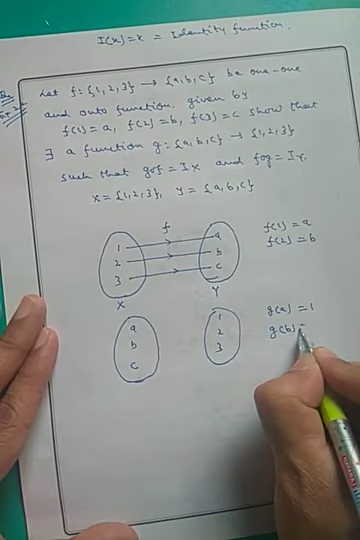 I(x)=x = Identity function.
Let f: {1,2,3} → {a,b,c} be one-one
and onto function. given by
f(1) = a, f(2) = b, f(3) = c show that
∃ a function g: {a,b,c} → {1,2,3}
such that gof = Ix and fog = Iy.
X = {1,2,3}, Y = {a,b,c}
f
f(1) = a
f(2) = b
1
2
3
a
b
c
X
Y
a
b
c
1
2
3
g(a) = 1
g(b) =